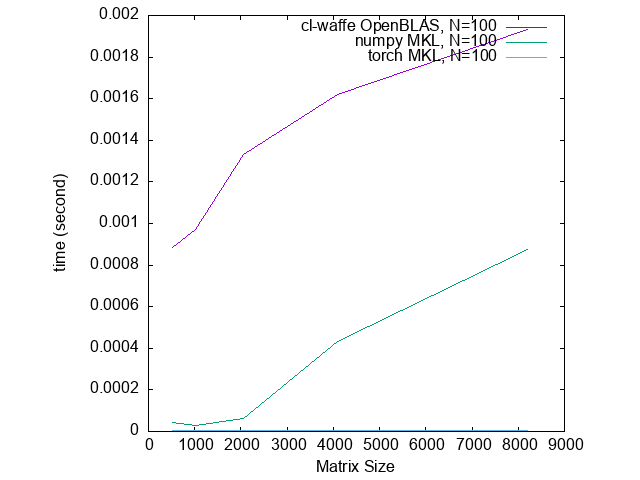 0.002
0.0018
0.0016
0.0014
0.0012
0.001
0.0008
0.0006
0.0004
0.0002
0
time (second)
cl-waffe OpenBLAS, N=100
numpy MKL, N=100
torch MKL, N=100
0 1000 2000 3000 4000 5000 6000 7000 8000 9000
Matrix Size